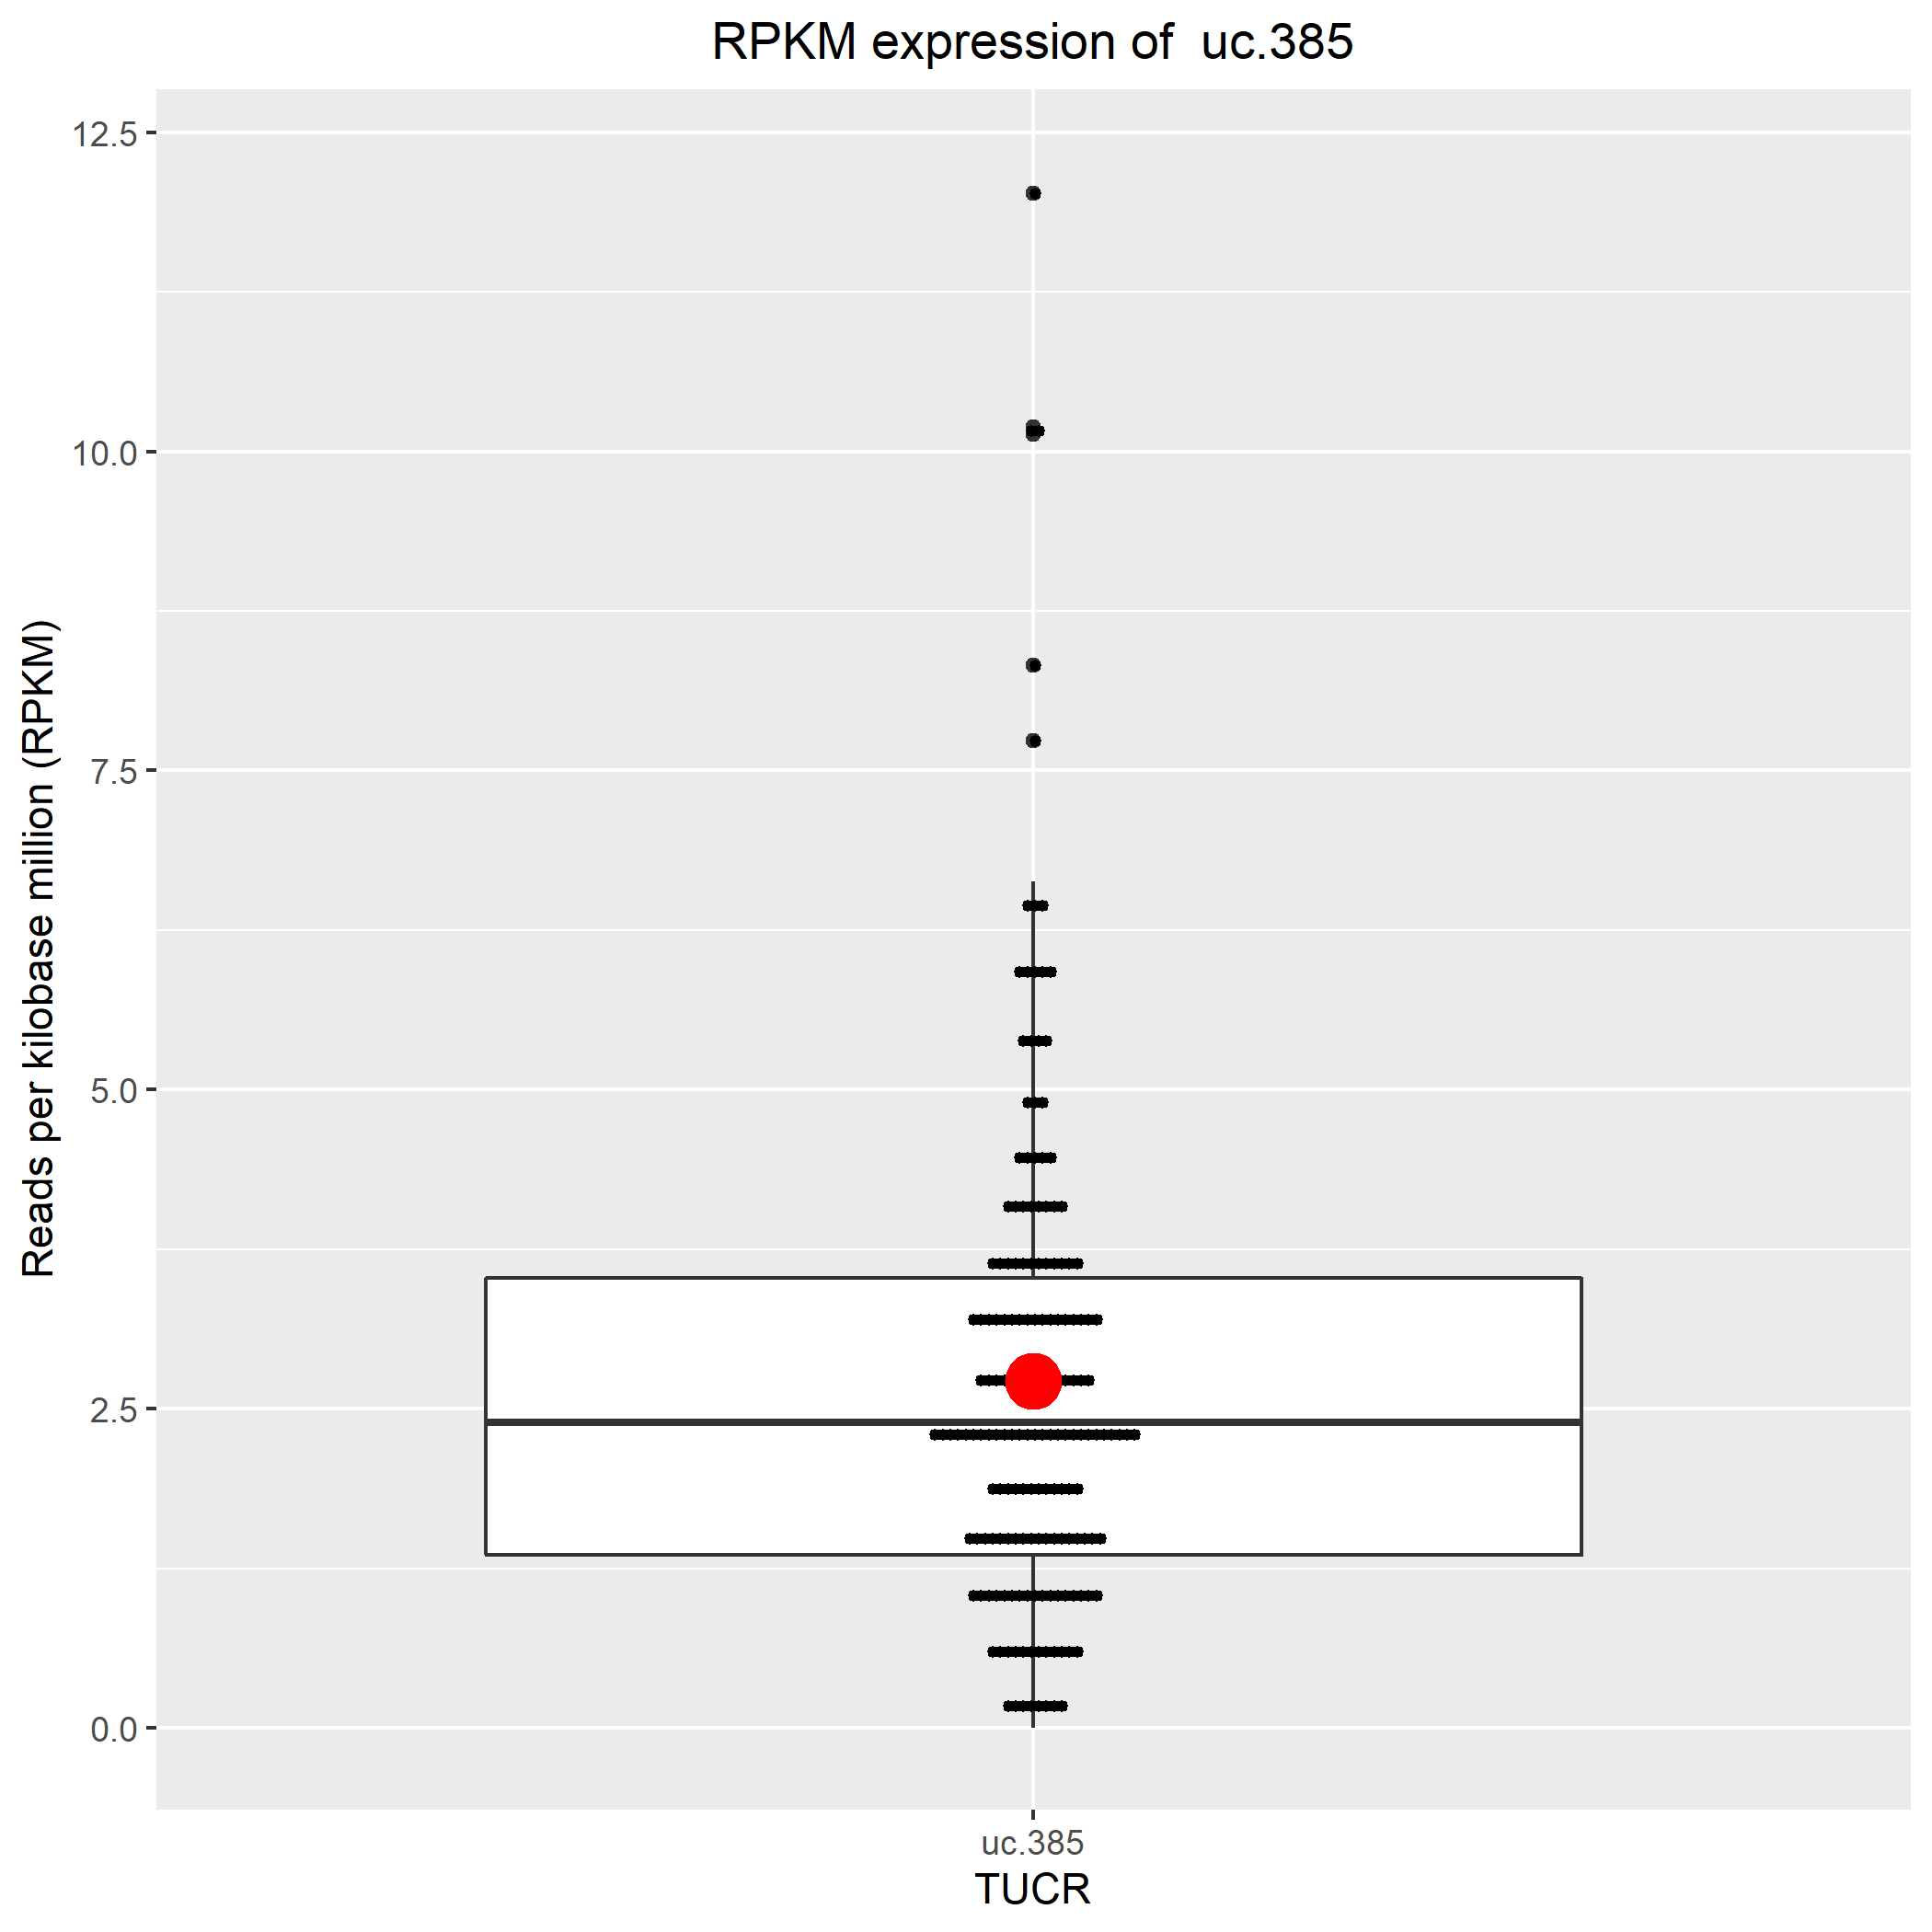 RPKM expression of  uc.385
Reads per kilobase million (RPKM)
12.5
10.0
7.5
5.0
2.5
0.0
uc.385
TUCR